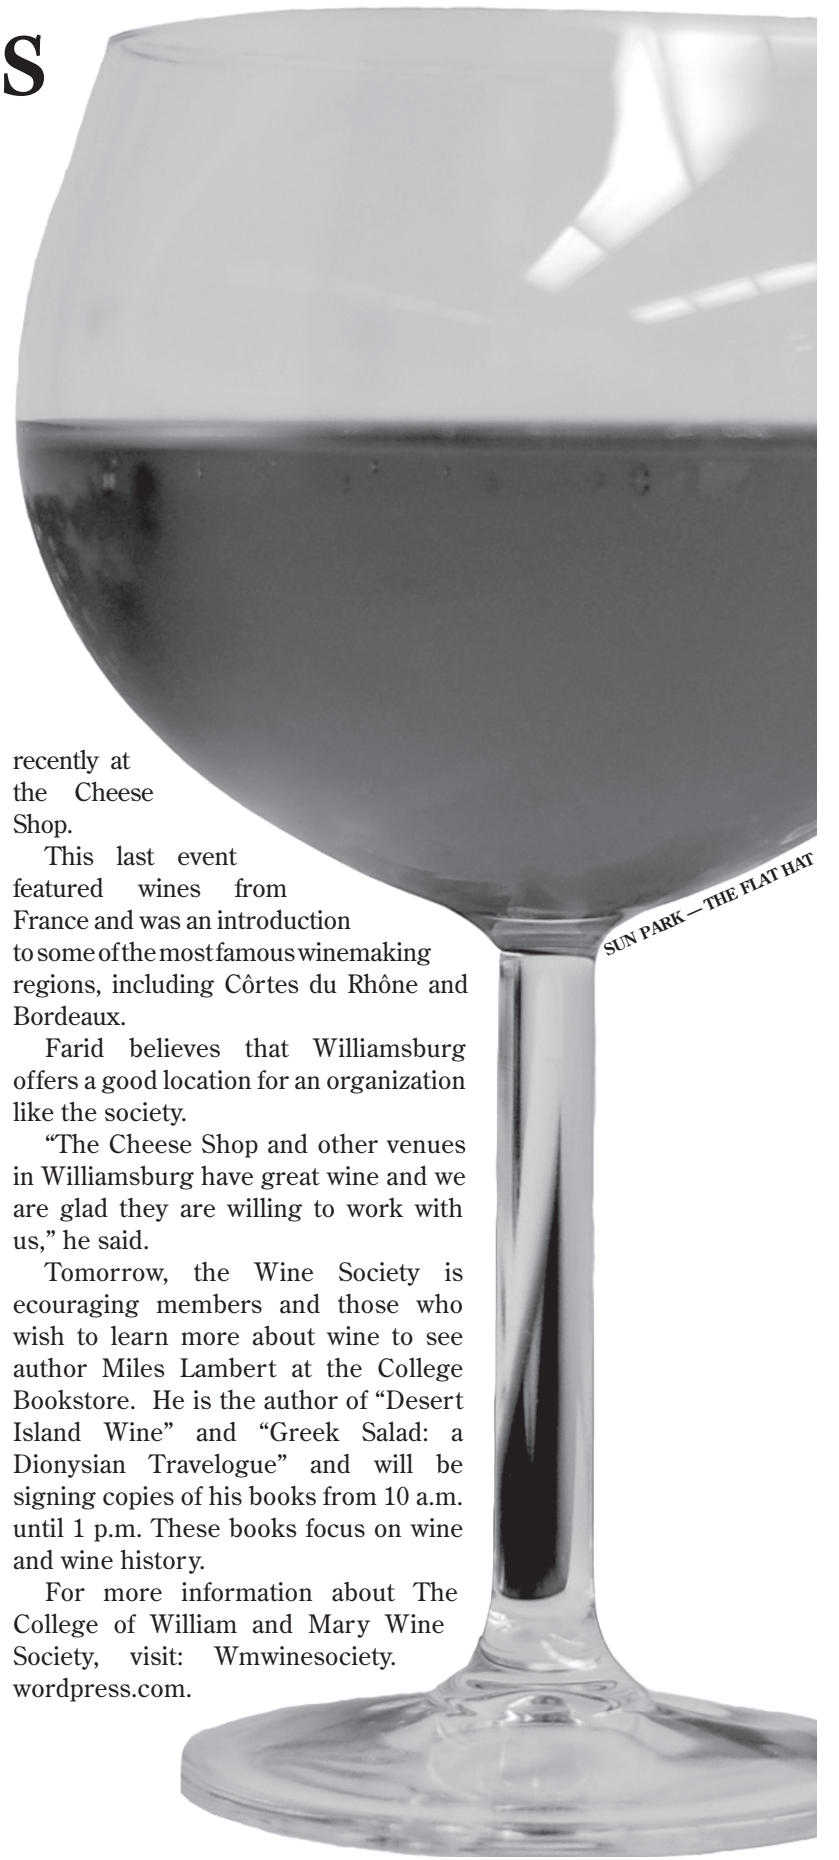 S
recently at
the Cheese
Shop.
This last event
featured wines from
France and was an introduction
to some of the most famous winemaking
regions, including Côrtes du Rhône and
Bordeaux.
Farid believes that Williamsburg
offers a good location for an organization
like the society.
“The Cheese Shop and other venues
in Williamsburg have great wine and we
are glad they are willing to work with
us,” he said.
Tomorrow, the Wine Society is
ecouraging members and those who
wish to learn more about wine to see
author Miles Lambert at the College
Bookstore. He is the author of “Desert
Island Wine” and “Greek Salad: a
Dionysian Travelogue” and will be
signing copies of his books from 10 a.m.
until 1 p.m. These books focus on wine
and wine history.
For more information about The
College of William and Mary Wine
Society, visit: Wmwinesociety.
wordpress.com.
SUN PARK — THE FLAT HAT